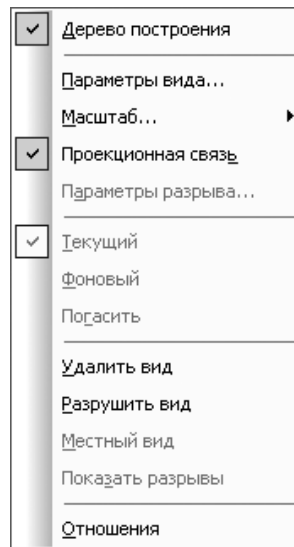 Дерево построения
Параметры вида...
Масштаб...
Проекционная связь
Параметры разрыва...
Текущий
Фоновый
Погасить
Удалить вид
Разрушить вид
Местный вид
Показать разрывы
Отношения